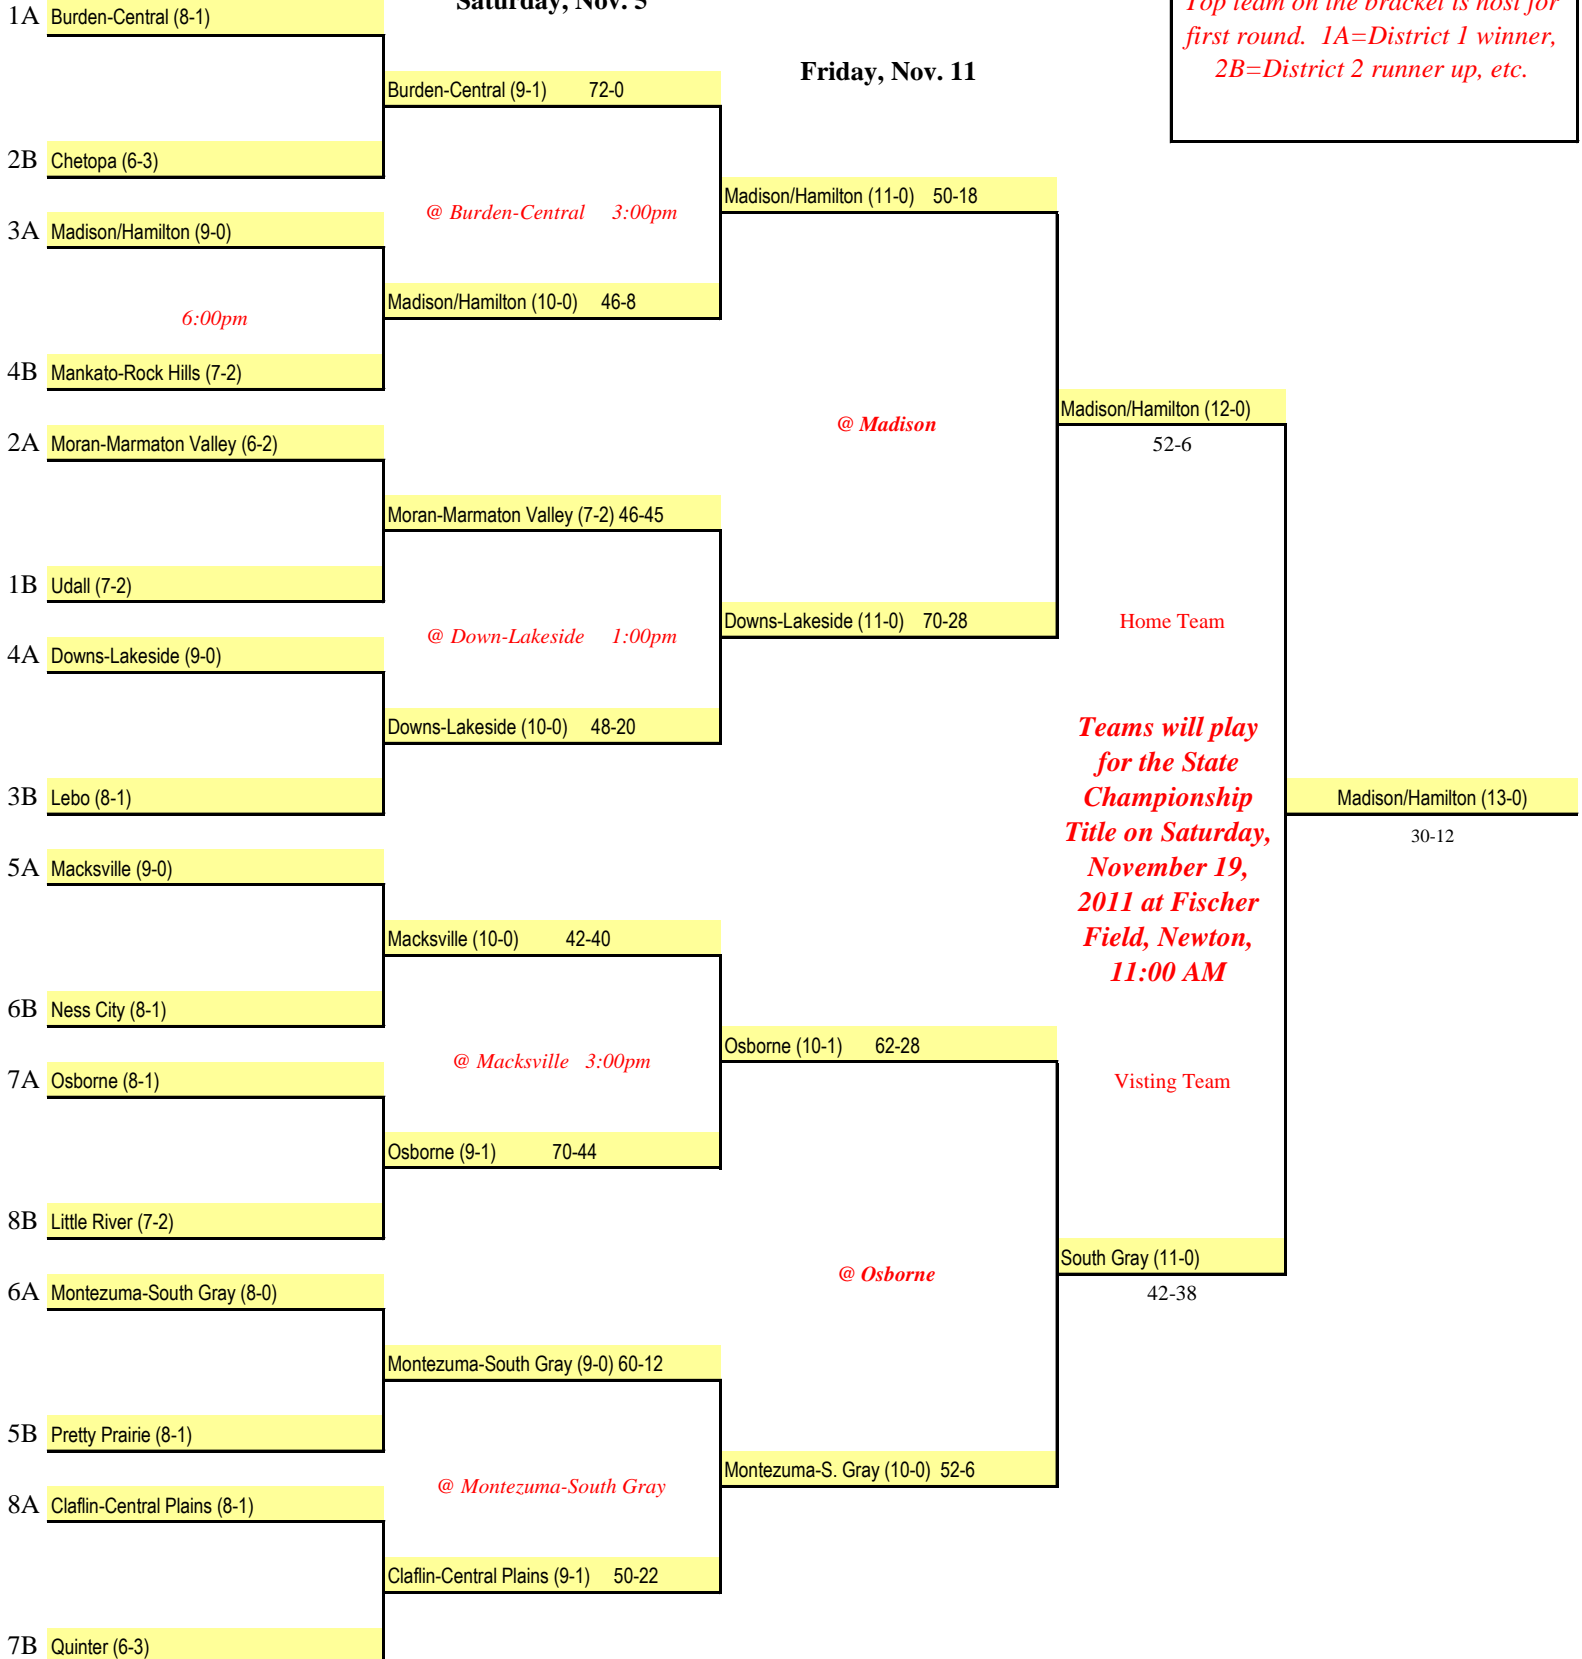 Saturday, Nov. 5
Top team on the bracket is host for
first round. 1A=District 1 winner,
2B=District 2 runner up, etc.
Friday, Nov. 11
1A Burden-Central (8-1)
Burden-Central (9-1) 72-0
2B Chetopa (6-3)
@ Burden-Central 3:00pm
Madison/Hamilton (11-0) 50-18
3A Madison/Hamilton (9-0)
Madison/Hamilton (10-0) 46-8
6:00pm
4B Mankato-Rock Hills (7-2)
@ Madison
Madison/Hamilton (12-0)
52-6
2A Moran-Marmaton Valley (6-2)
Moran-Marmaton Valley (7-2) 46-45
1B Udall (7-2)
@ Down-Lakeside 1:00pm
Downs-Lakeside (11-0) 70-28
Home Team
4A Downs-Lakeside (9-0)
Downs-Lakeside (10-0) 48-20
3B Lebo (8-1)
Teams will play
for the State
Championship
Title on Saturday,
November 19,
2011 at Fischer
Field, Newton,
11:00 AM
Madison/Hamilton (13-0)
30-12
5A Macksville (9-0)
Macksville (10-0) 42-40
6B Ness City (8-1)
@ Macksville 3:00pm
Osborne (10-1) 62-28
Visting Team
7A Osborne (8-1)
Osborne (9-1) 70-44
8B Little River (7-2)
@ Osborne
South Gray (11-0)
42-38
6A Montezuma-South Gray (8-0)
Montezuma-South Gray (9-0) 60-12
5B Pretty Prairie (8-1)
@ Montezuma-South Gray
Montezuma-S. Gray (10-0) 52-6
8A Claflin-Central Plains (8-1)
Claflin-Central Plains (9-1) 50-22
7B Quinter (6-3)